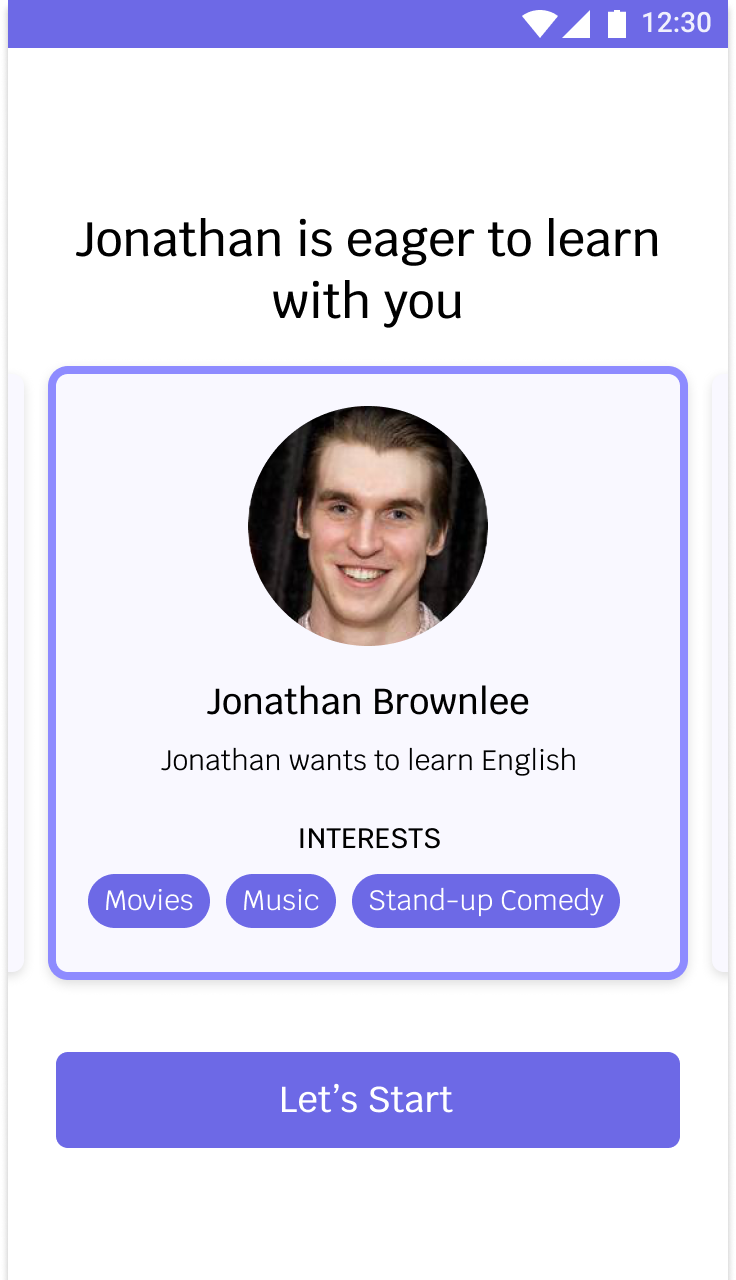 12:30
Jonathan is eager to learn
with you
Jonathan Brownlee
Jonathan wants to learn English
INTERESTS
Movies Music Stand-up Comedy
Let’s Start